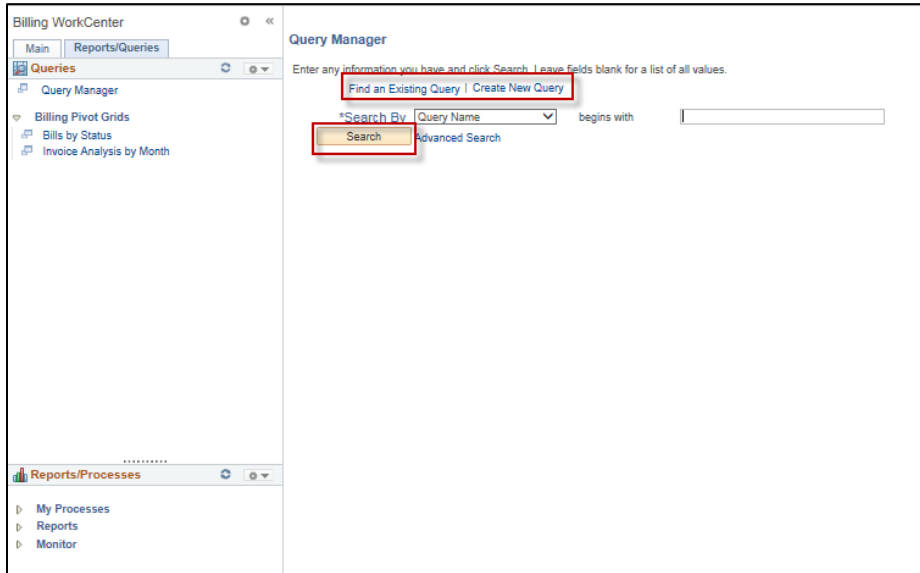 Billing WorkCenter
Main Reports/Queries
Queries
Query Manager
Billing Pivot Grids
Bills by Status
Invoice Analysis by Month
Reports/Processes
My Processes
Reports
Monitor
Query Manager
Enter any information you have and click Search. Leave fields blank for a list of all values.
Find an Existing Query | Create New Query
*Search By Query Name begins with
Search Advanced Search